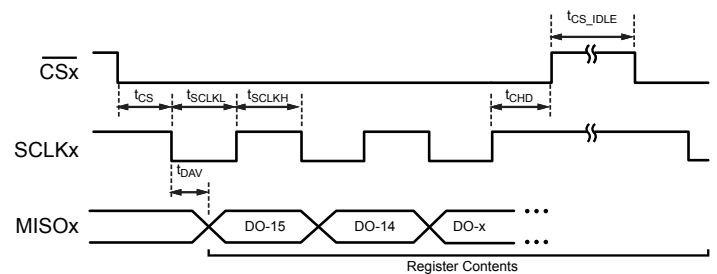 tCS_IDLE
CSx
tCS tSCLKL tSCLKH tCHD
SCLKx
tDAV
MISOx DO-15 DO-14 DO-x •••
•••
Register Contents